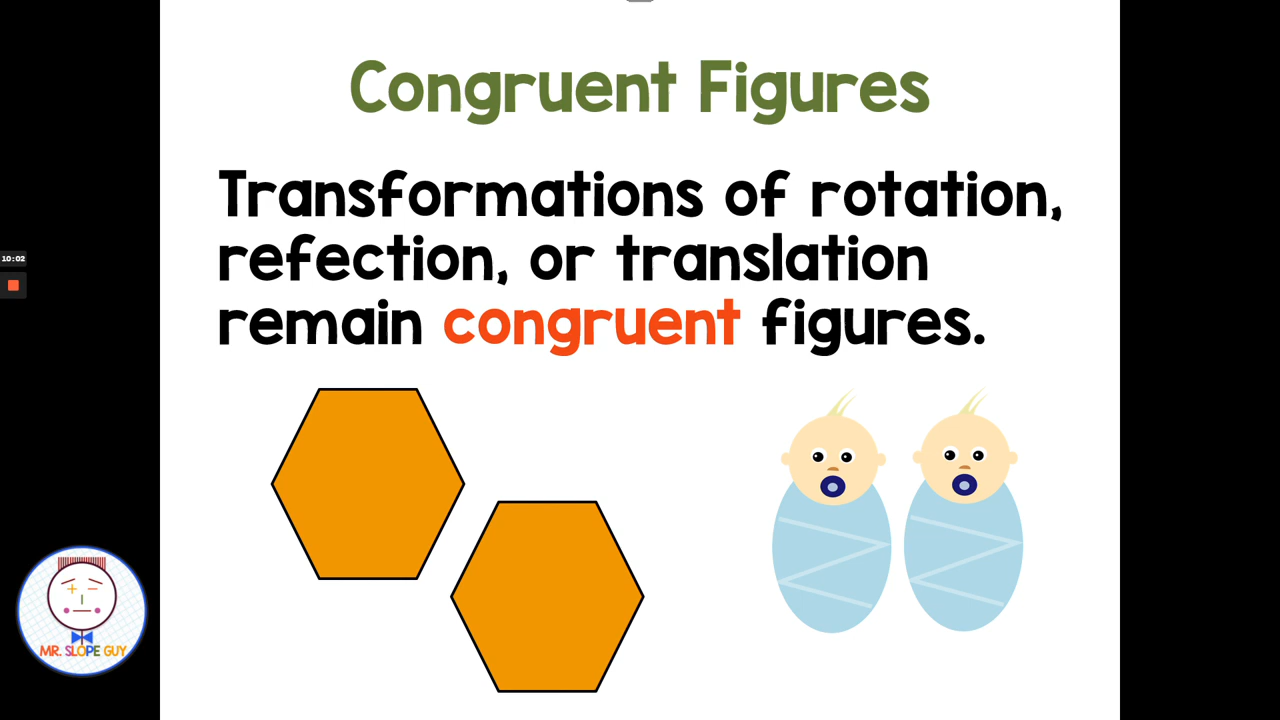 Congruent Figures
Transformations of rotation,
refection, or translation
remain congruent figures.
10:02
MR. SLOPE GUY